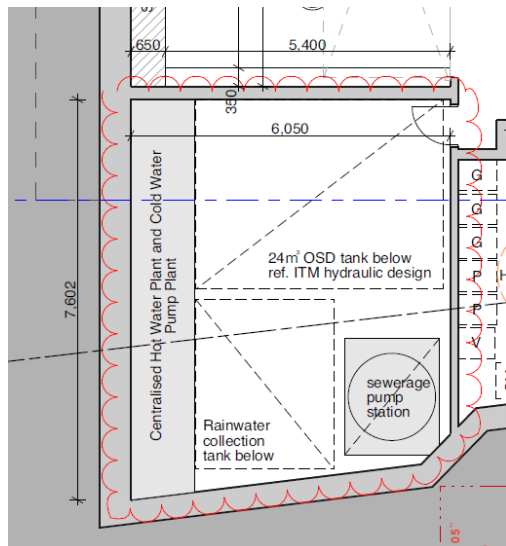 650
5,400
350
6,050
G
G
G
P
P
V
H
24m³ OSD tank below
ref. ITM hydraulic design
Centralised Hot Water Plant and Cold Water
Pump Plant
7,602
sewerage
pump
station
Rainwater
collection
tank below
05"